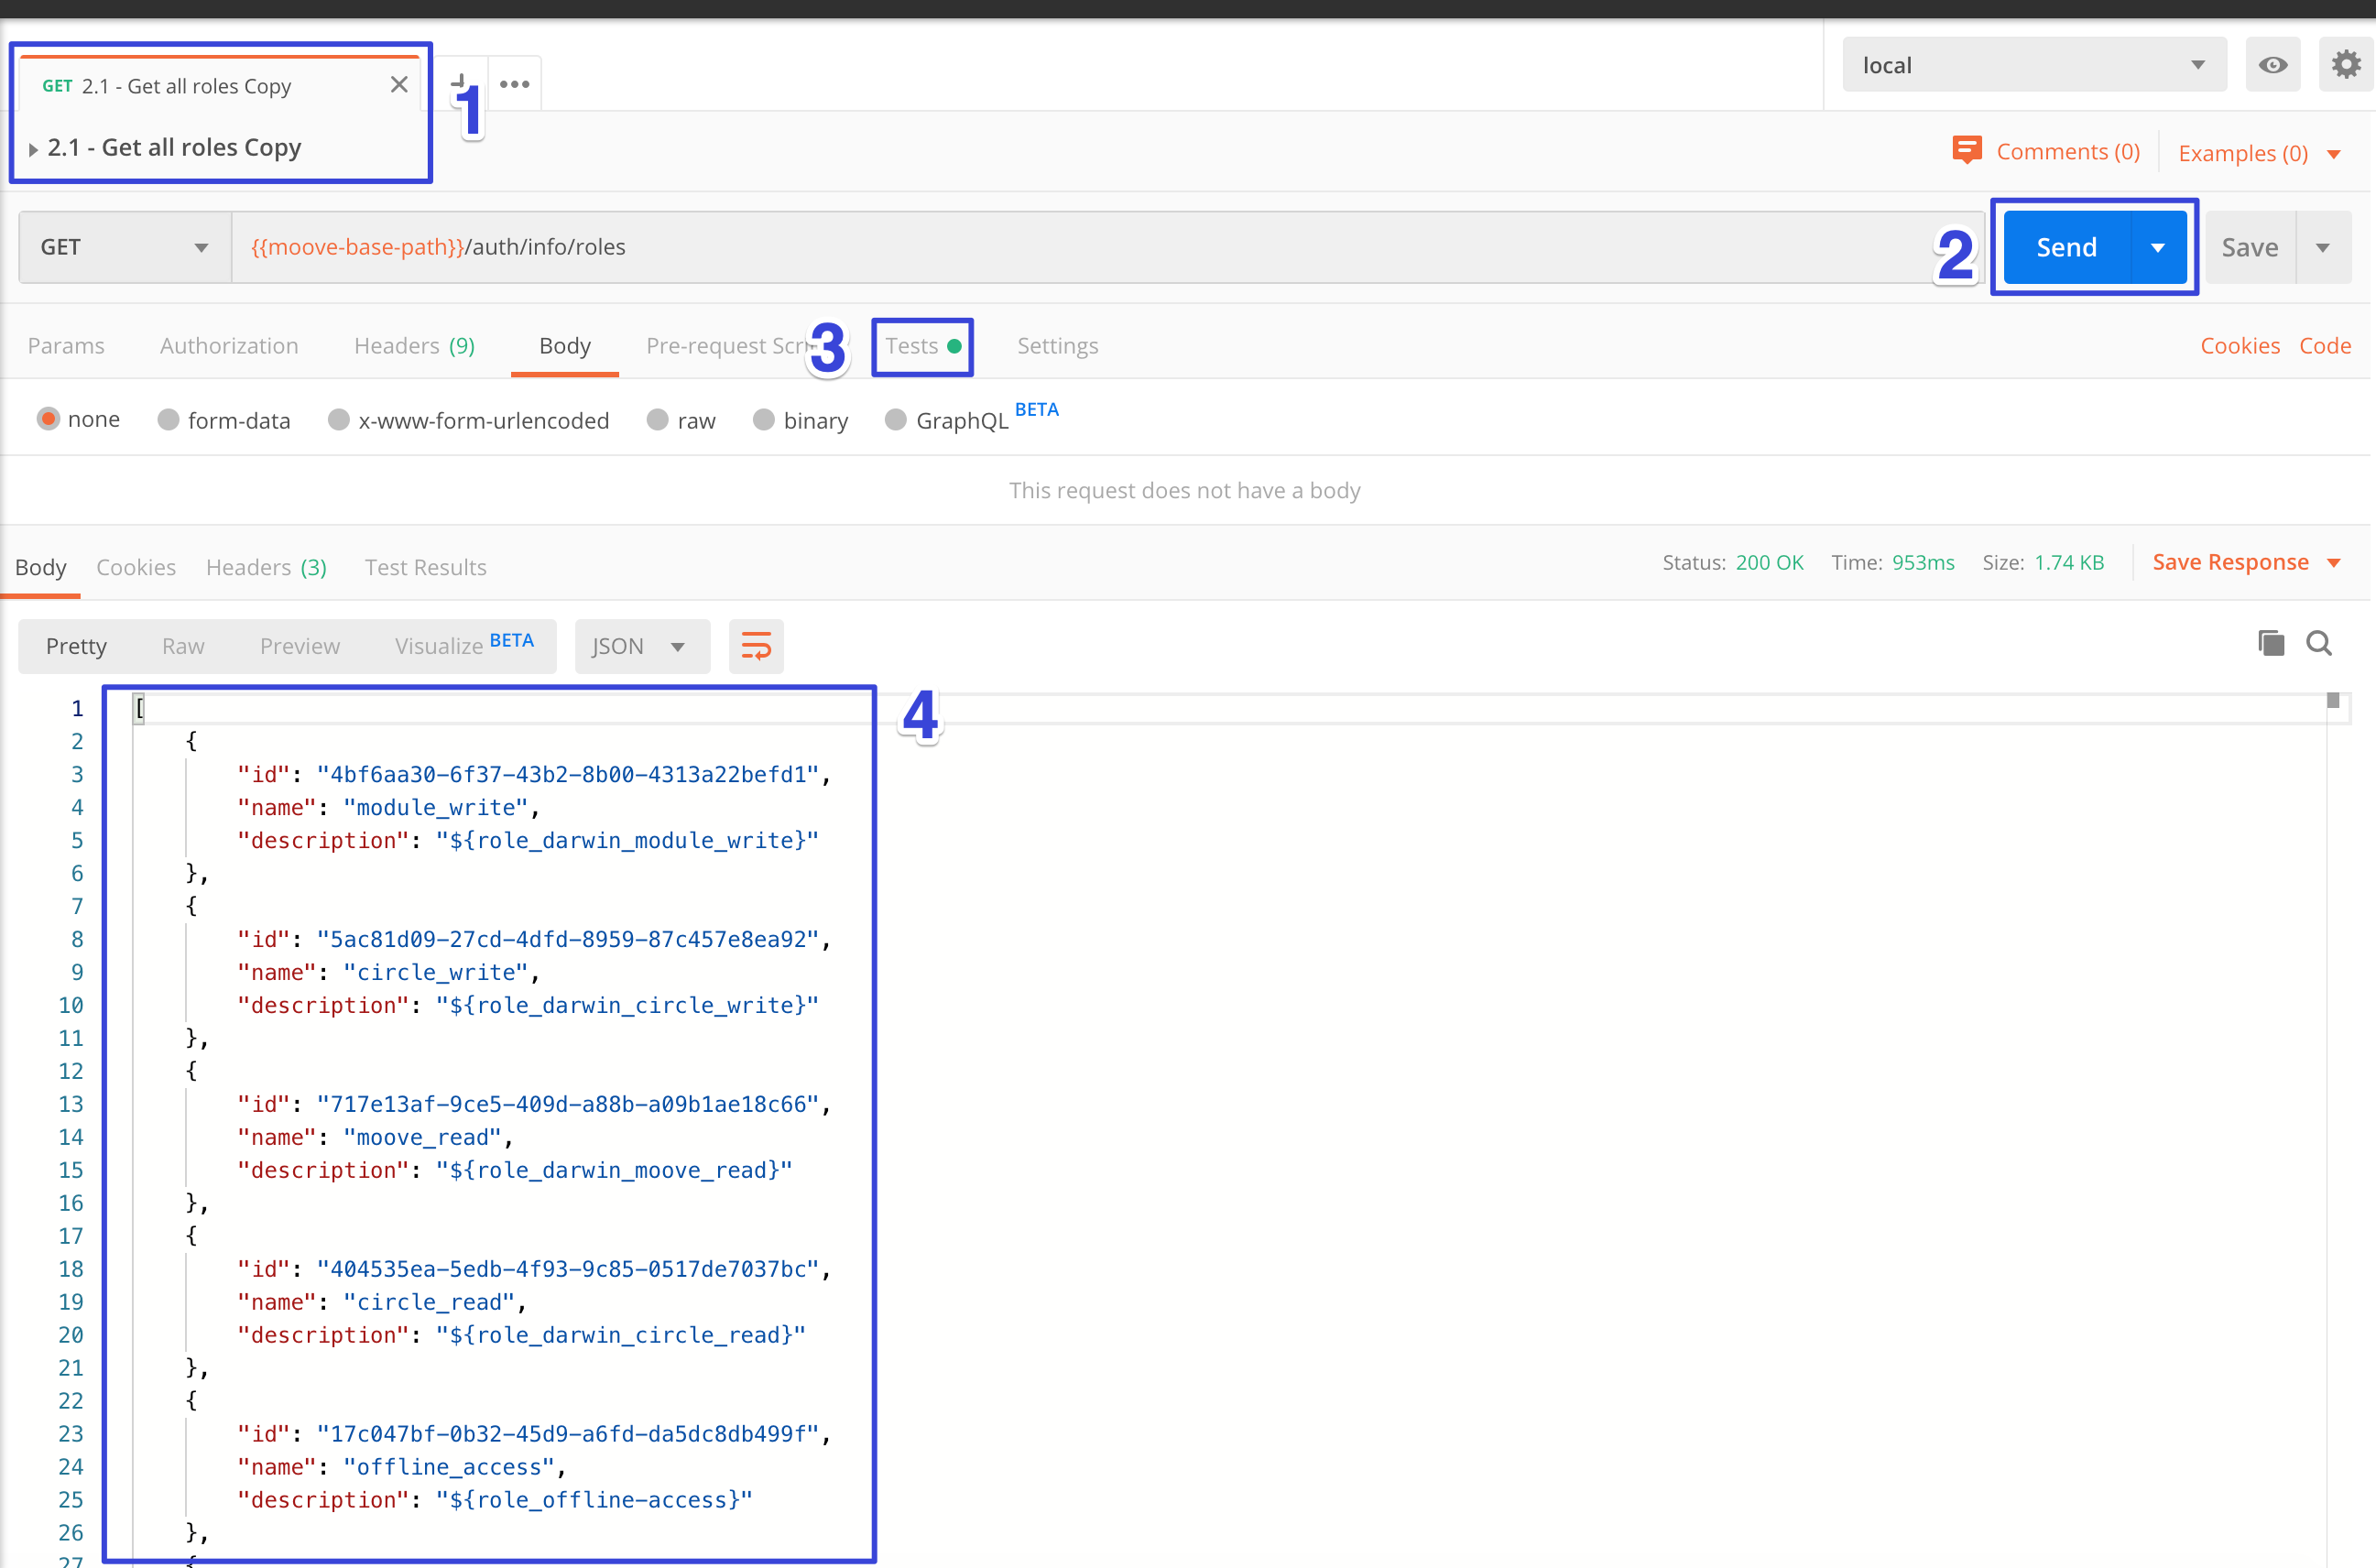 GET 2.1 - Get all roles Copy
1
local
2.1 - Get all roles Copy
Comments (0)
Examples (0)
GET
{{moove-base-path}}/auth/info/roles
2
Send
Save
Params
Authorization
Headers (9)
Body
Pre-request
3
Tests
Settings
Cookies
Code
none
form-data
x-www-form-urlencoded
raw
binary
GraphQL BETA
This request does not have a body
Body
Cookies
Headers (3)
Test Results
Status: 200 OK
Time: 953ms
Size: 1.74 KB
Save Response
Pretty
Raw
Preview
Visualize BETA
JSON
4
1 [
2 {
3 "id": "4bf6aa30-6f37-43b2-8b00-4313a22befd1",
4 "name": "module_write",
5 "description": "${role_darwin_module_write}"
6 },
7 {
8 "id": "5ac81d09-27cd-4dfd-8959-87c457e8ea92",
9 "name": "circle_write",
10 "description": "${role_darwin_circle_write}"
11 },
12 {
13 "id": "717e13af-9ce5-409d-a88b-a09b1ae18c66",
14 "name": "moove_read",
15 "description": "${role_darwin_moove_read}"
16 },
17 {
18 "id": "404535ea-5edb-4f93-9c85-0517de7037bc",
19 "name": "circle_read",
20 "description": "${role_darwin_circle_read}"
21 },
22 {
23 "id": "17c047bf-0b32-45d9-a6fd-da5dc8db499f",
24 "name": "offline_access",
25 "description": "${role_offline-access}"
26 },
27 {